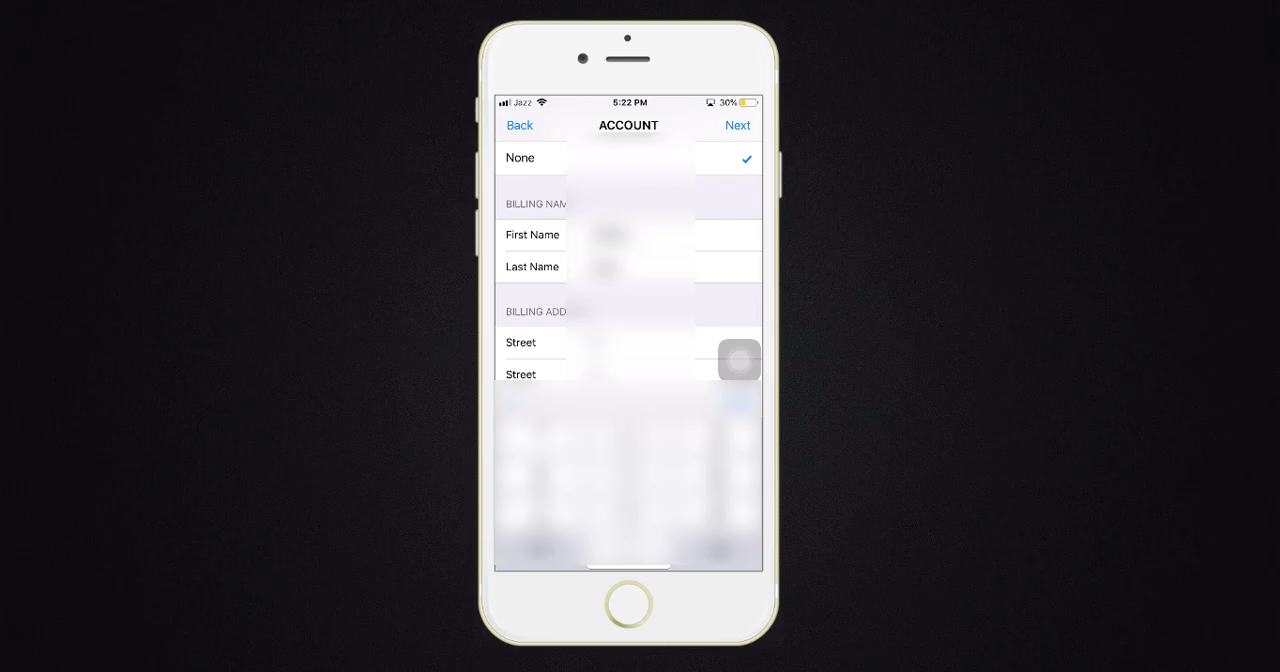 Jazz 5:22 PM 30%
Back ACCOUNT Next
None
BILLING NAM
First Name
Last Name
BILLING ADD
Street
Street